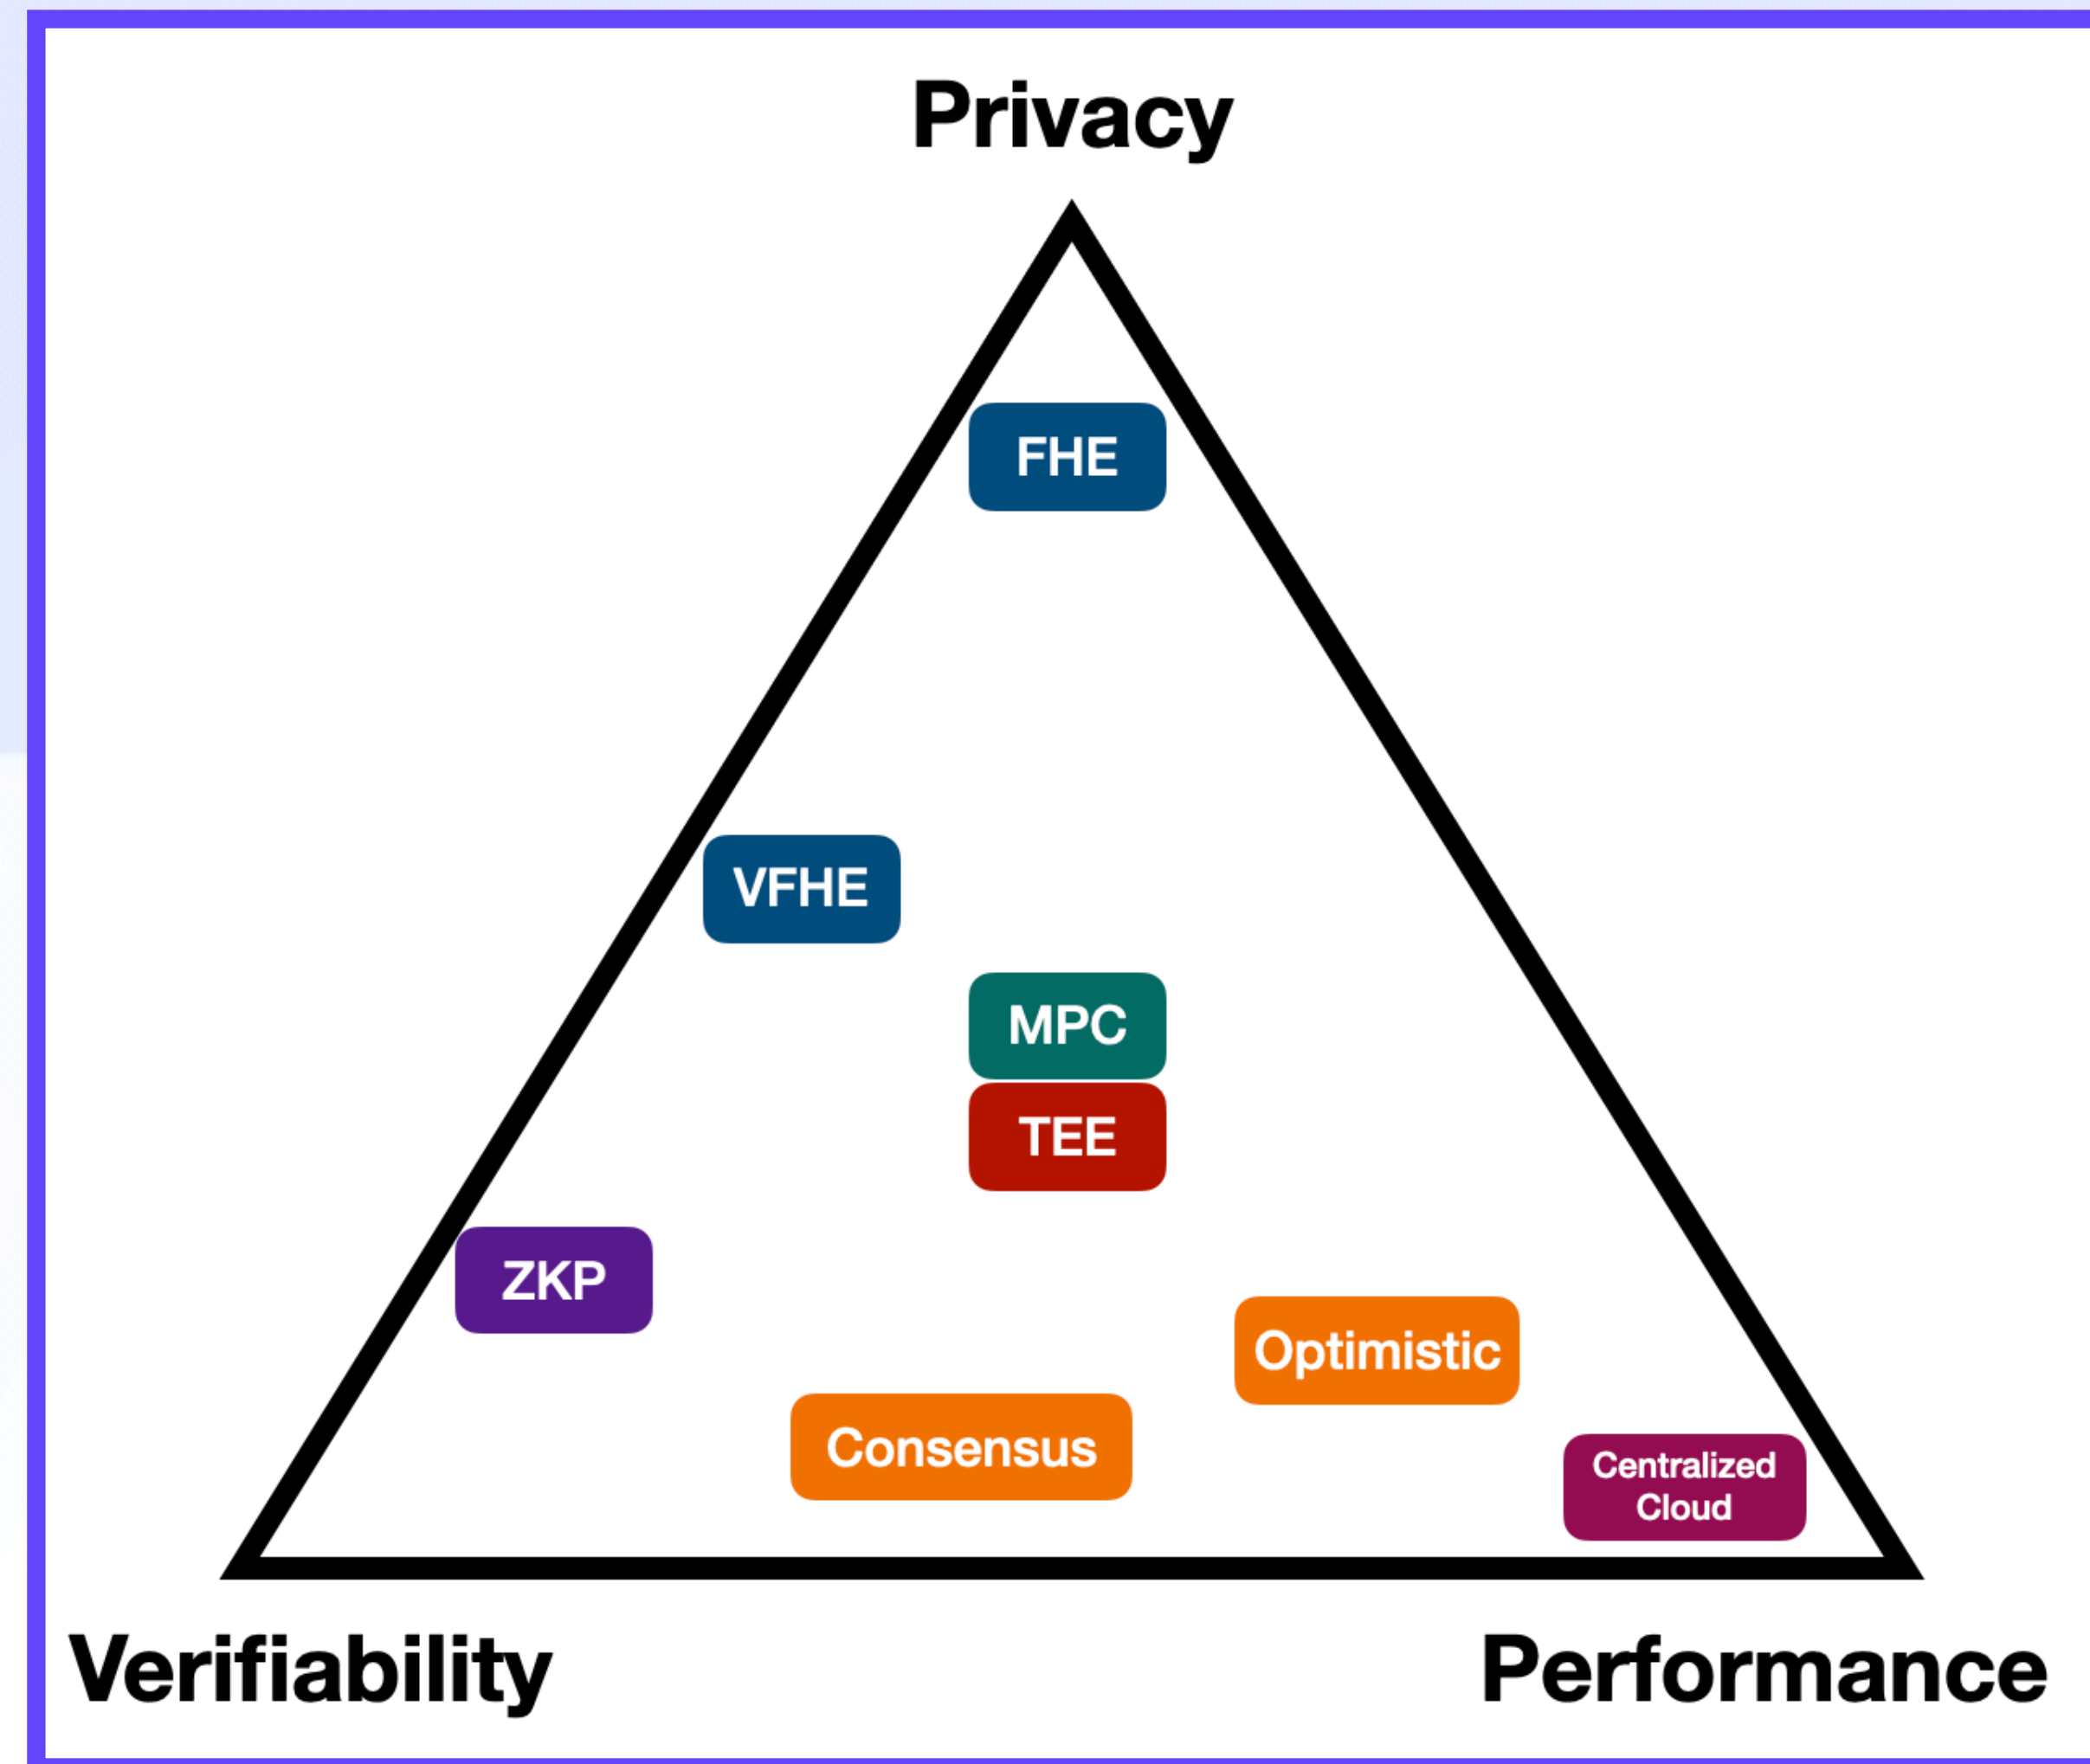 Privacy
FHE
VFHE
MPC
TEE
ZKP
Optimistic
Consensus
Centralized
Cloud
Verifiability
Performance